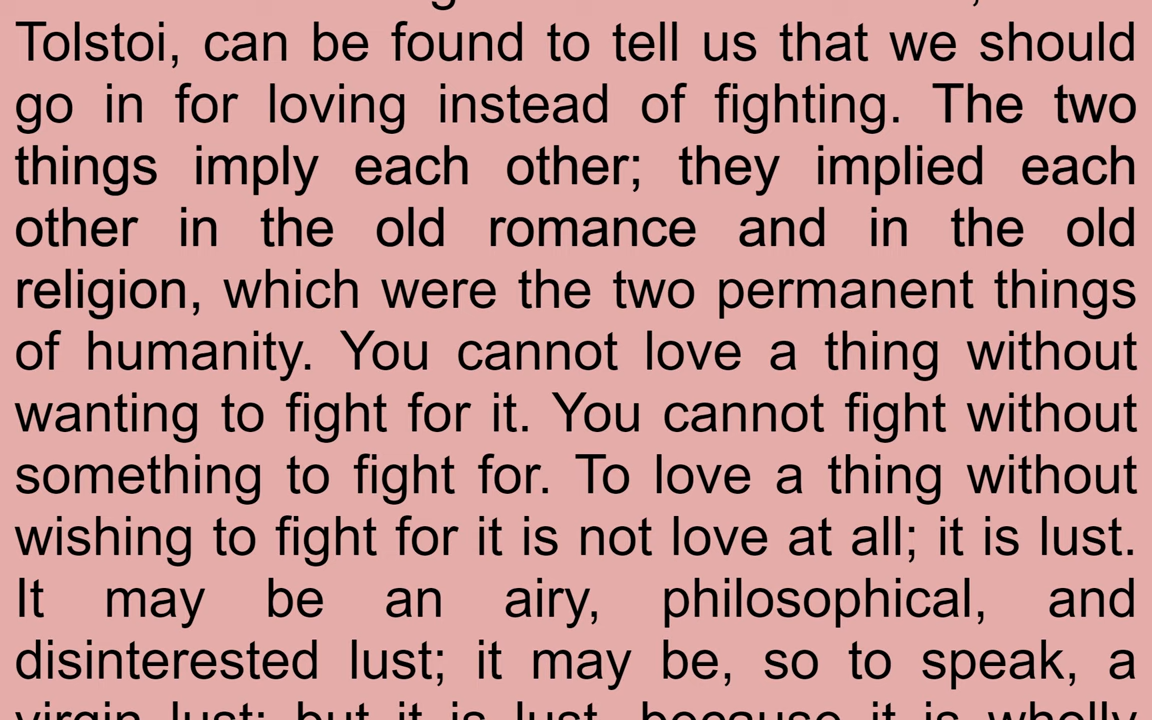 Tolstoi, can be found to tell us that we should
go in for loving instead of fighting. The two
things imply each other; they implied each
other in the old romance and in the old
religion, which were the two permanent things
of humanity. You cannot love a thing without
wanting to fight for it. You cannot fight without
something to fight for. To love a thing without
wishing to fight for it is not love at all; it is lust.
It may be an airy, philosophical, and
disinterested lust; it may be, so to speak, a
virgin lust; but it is lust, because it is wholly